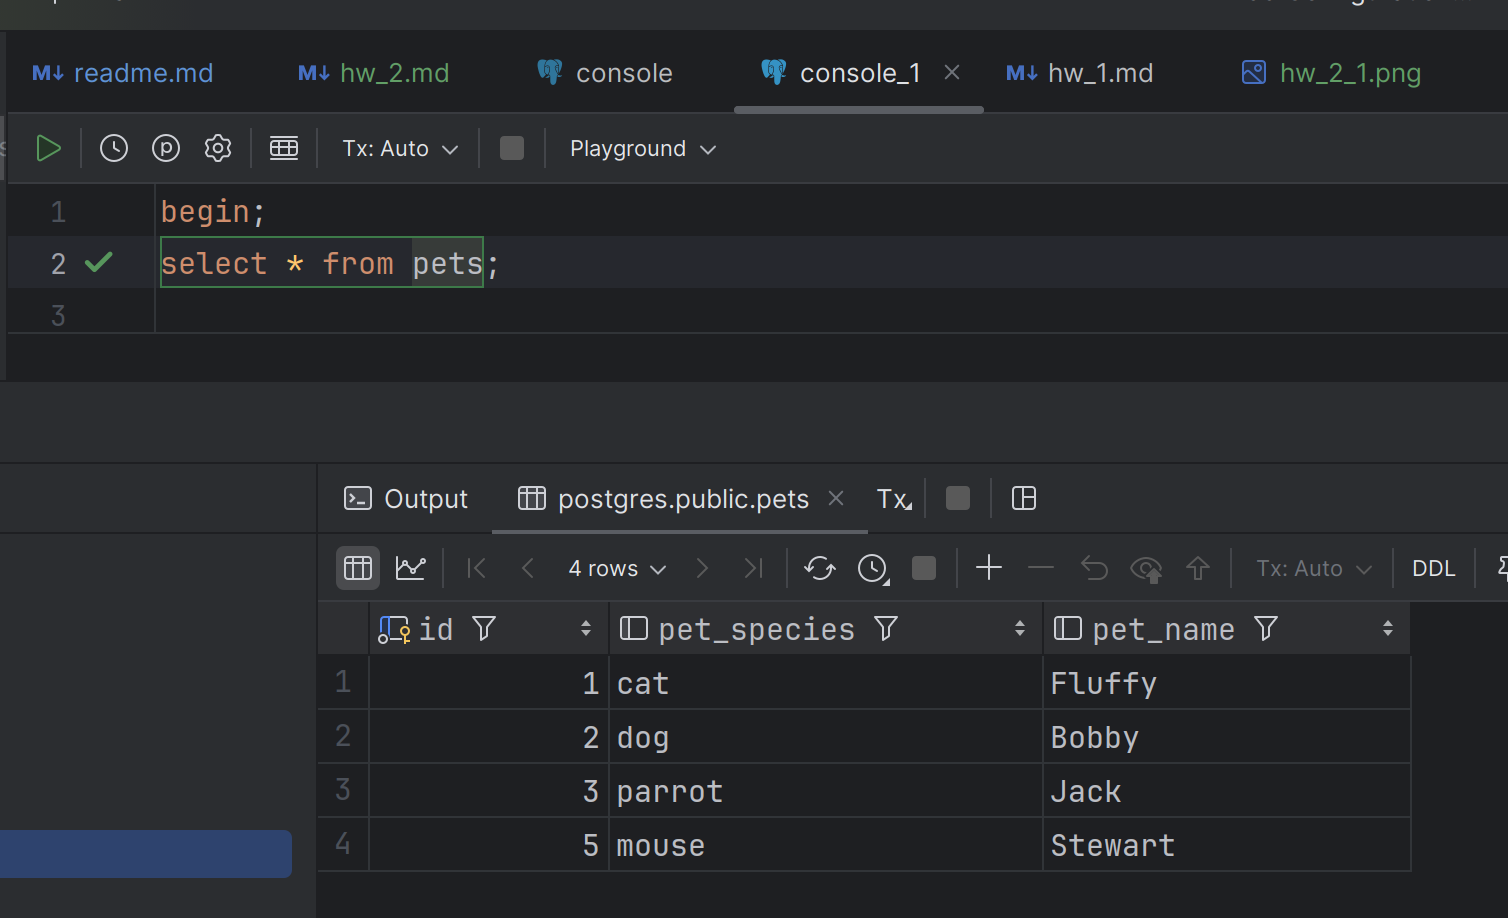 readme.md hw_2.md console console_1 hw_1.md hw_2_1.png
Tx: Auto Playground
1 begin;
2 select * from pets;
3
Output postgres.public.pets Tx
4 rows Tx: Auto DDL
id pet_species pet_name
1 1 cat Fluffy
2 2 dog Bobby
3 3 parrot Jack
4 5 mouse Stewart